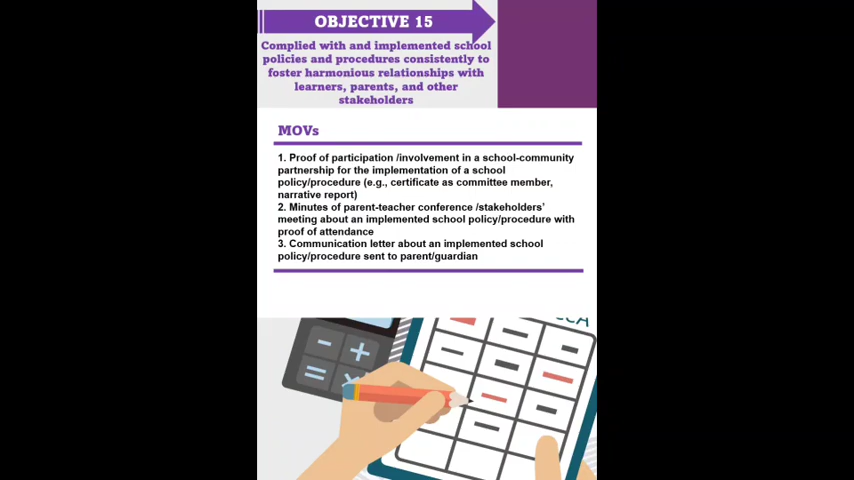 OBJECTIVE 15
Complied with and implemented school
policies and procedures consistently to
foster harmonious relationships with
learners, parents, and other
stakeholders
MOVs
1. Proof of participation /involvement in a school-community
partnership for the implementation of a school
policy/procedure (e.g., certificate as committee member,
narrative report)
2. Minutes of parent-teacher conference /stakeholders'
meeting about an implemented school policy/procedure with
proof of attendance
3. Communication letter about an implemented school
policy/procedure sent to parent/guardian